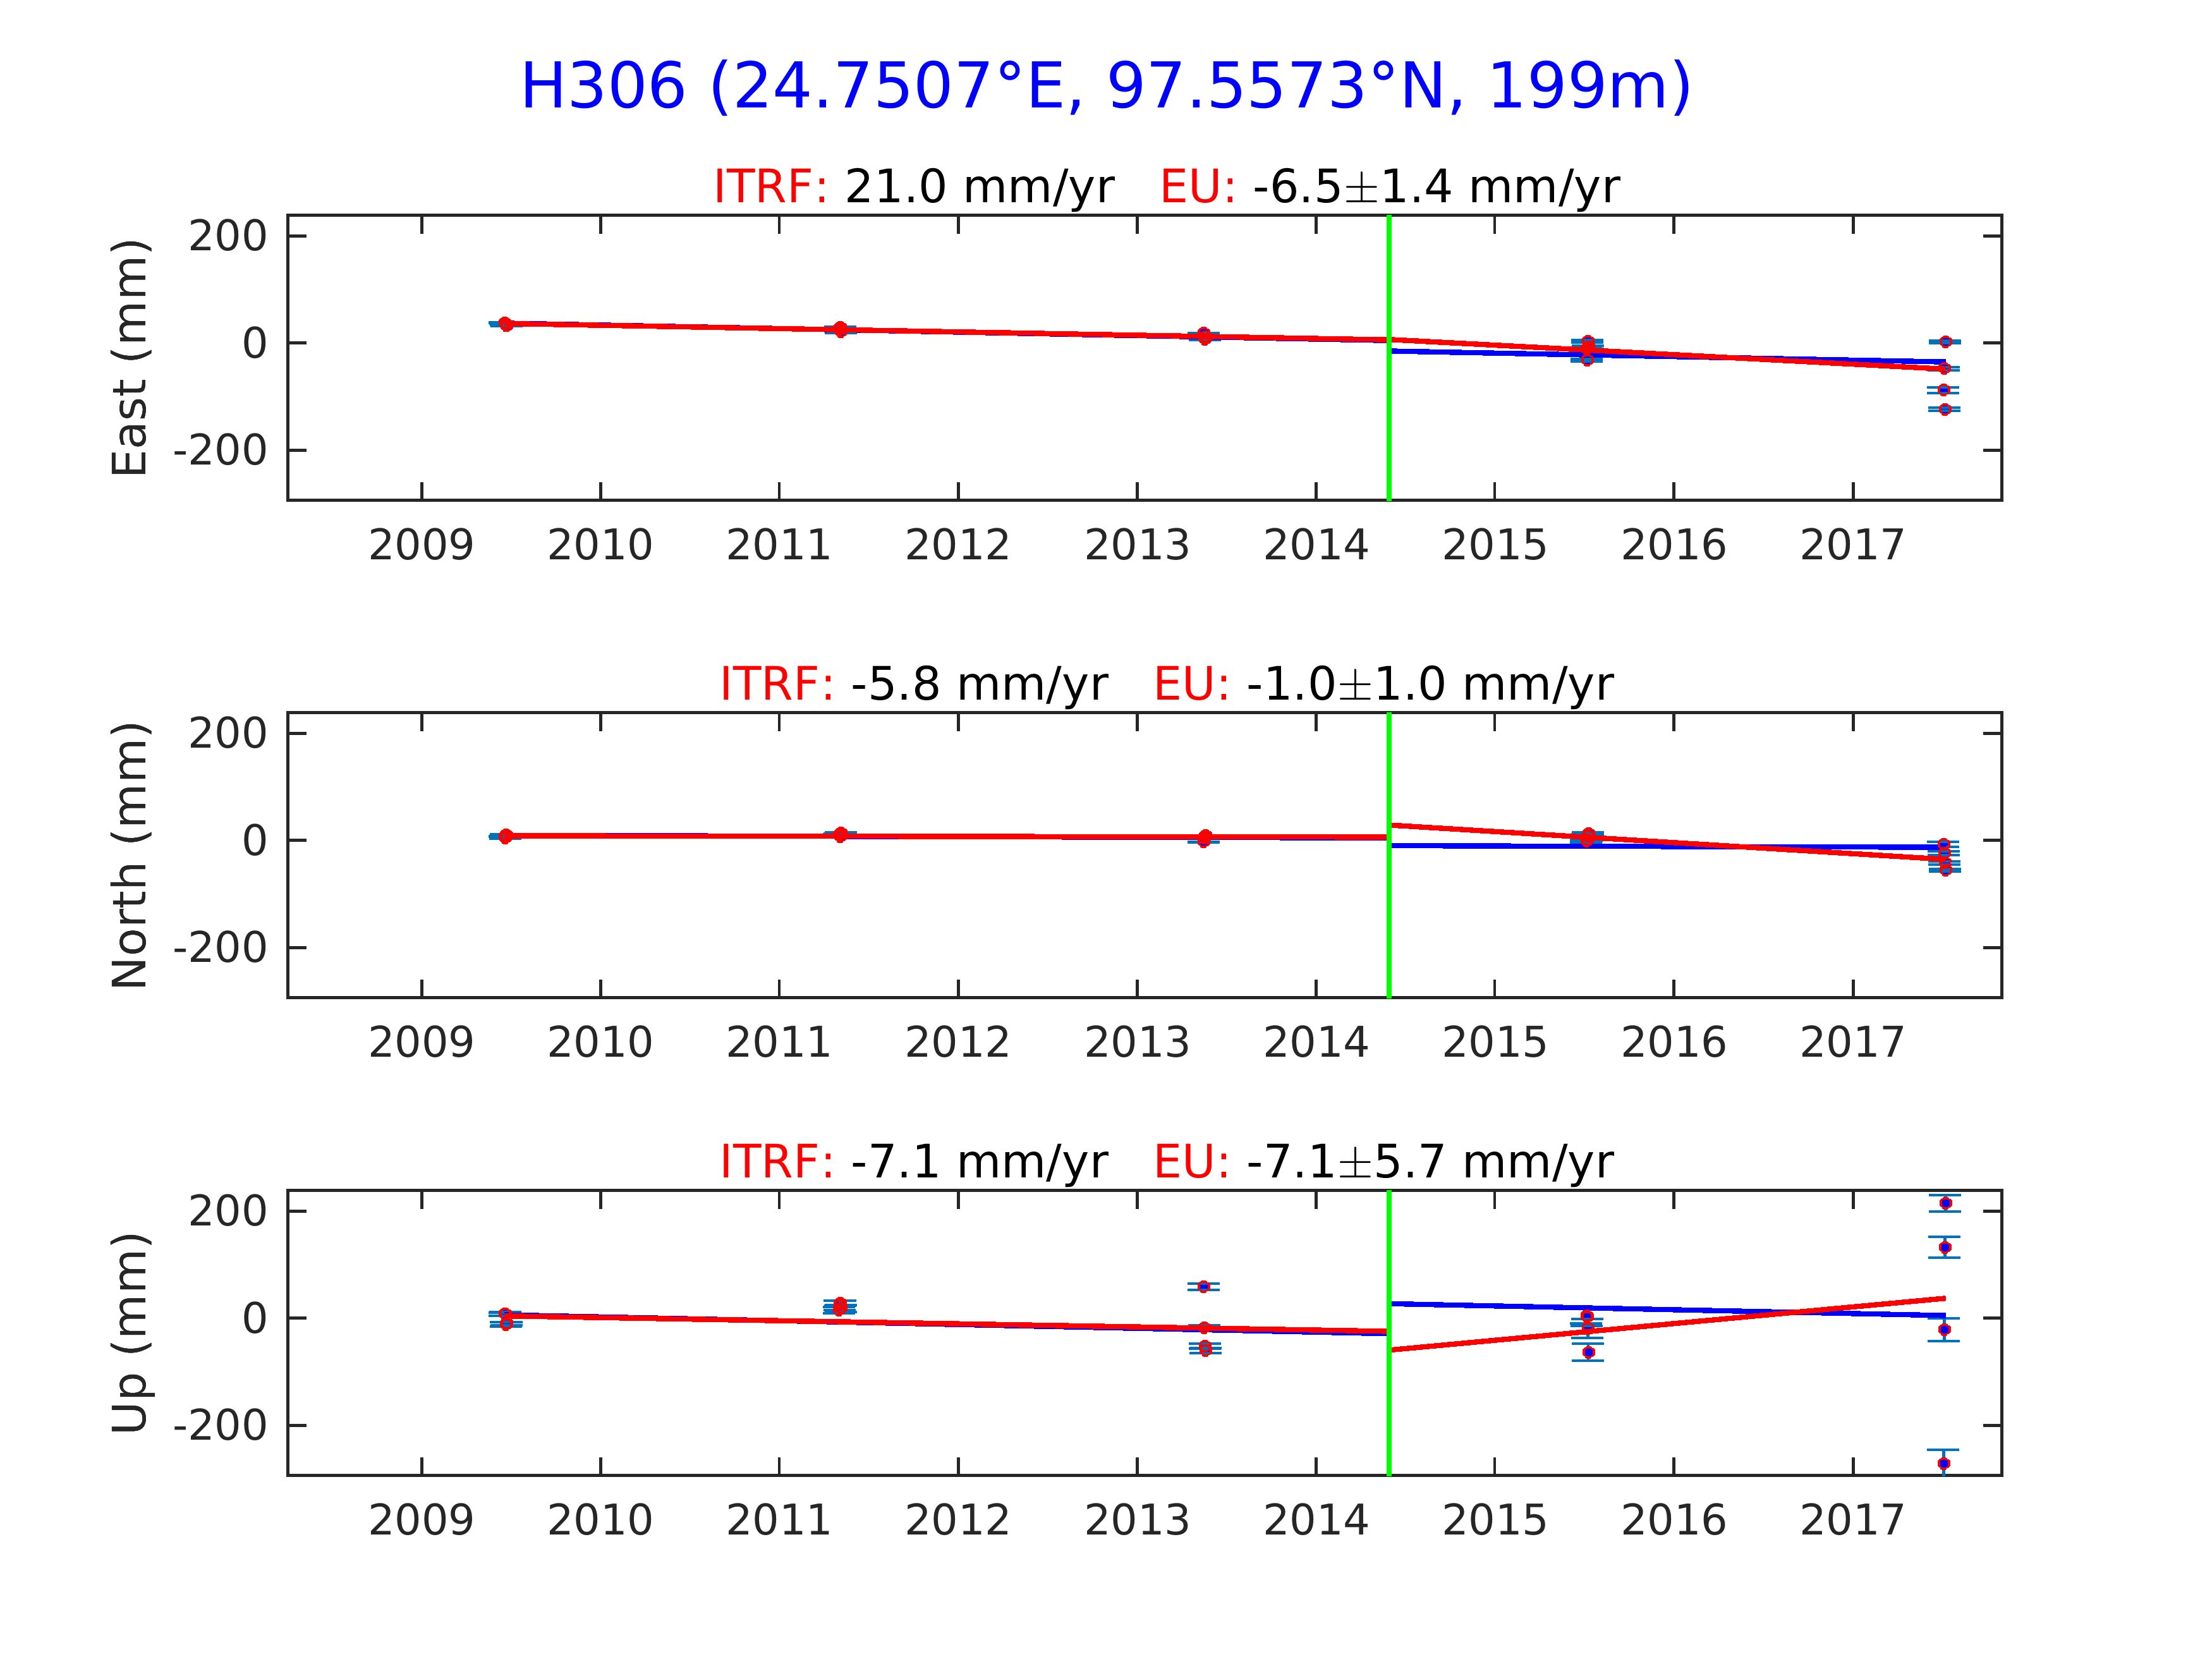 H306 (24.7507°E, 97.5573°N, 199m)
ITRF: 21.0 mm/yr EU: -6.5±1.4 mm/yr
East (mm)
200
0
-200
2009 2010 2011 2012 2013 2014 2015 2016 2017
ITRF: -5.8 mm/yr EU: -1.0±1.0 mm/yr
North (mm)
200
0
-200
2009 2010 2011 2012 2013 2014 2015 2016 2017
ITRF: -7.1 mm/yr EU: -7.1±5.7 mm/yr
Up (mm)
200
0
-200
2009 2010 2011 2012 2013 2014 2015 2016 2017